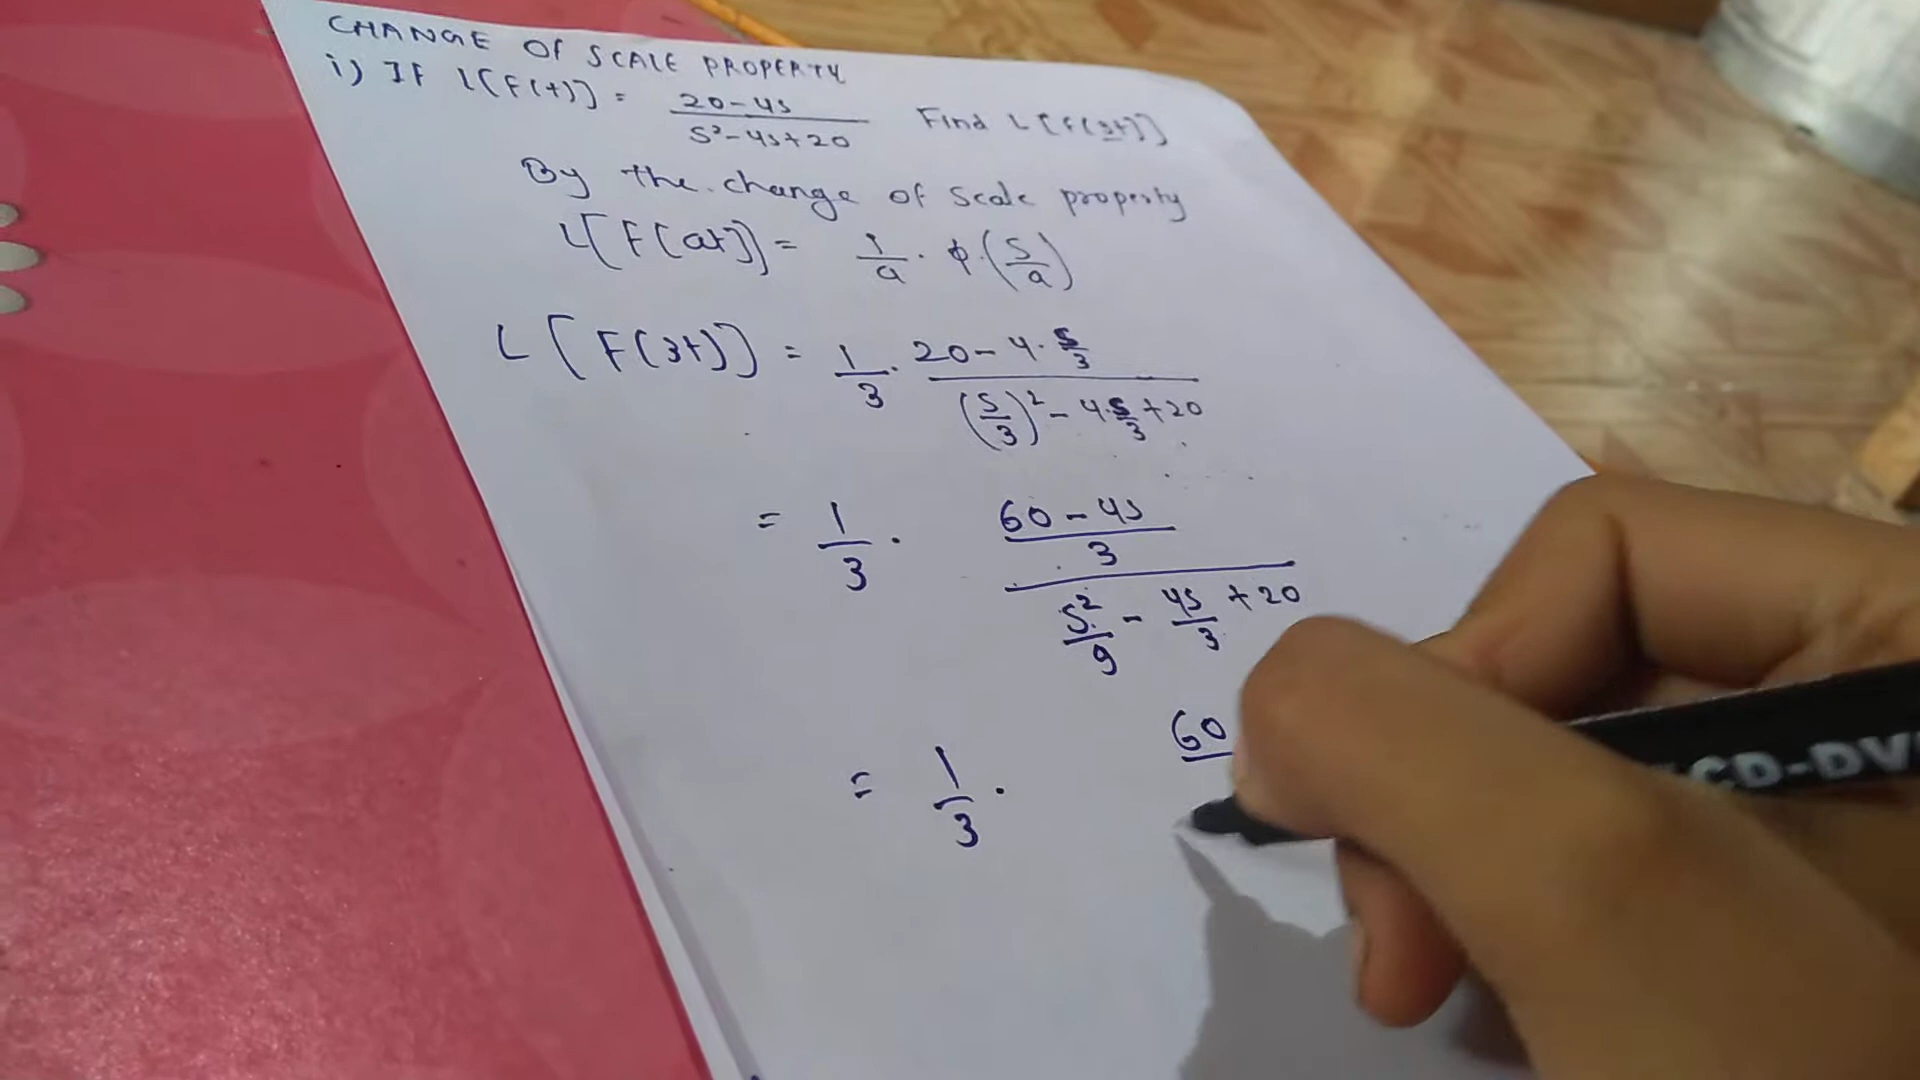 CHANGE OF SCALE PROPERTY
i) IF L[F(t)] = 20-4s / s²-4s+20 Find L[F(3t)]
By the change of scale property
L[F(at)] = 1/a · φ·(s/a)
L[F(3t)] = 1/3 · 20-4·s/3 / (s/3)²-4·s/3+20
= 1/3 · 60-4s/3 / s²/9 - 4s/3 +20
= 1/3 · 60
CD-DV